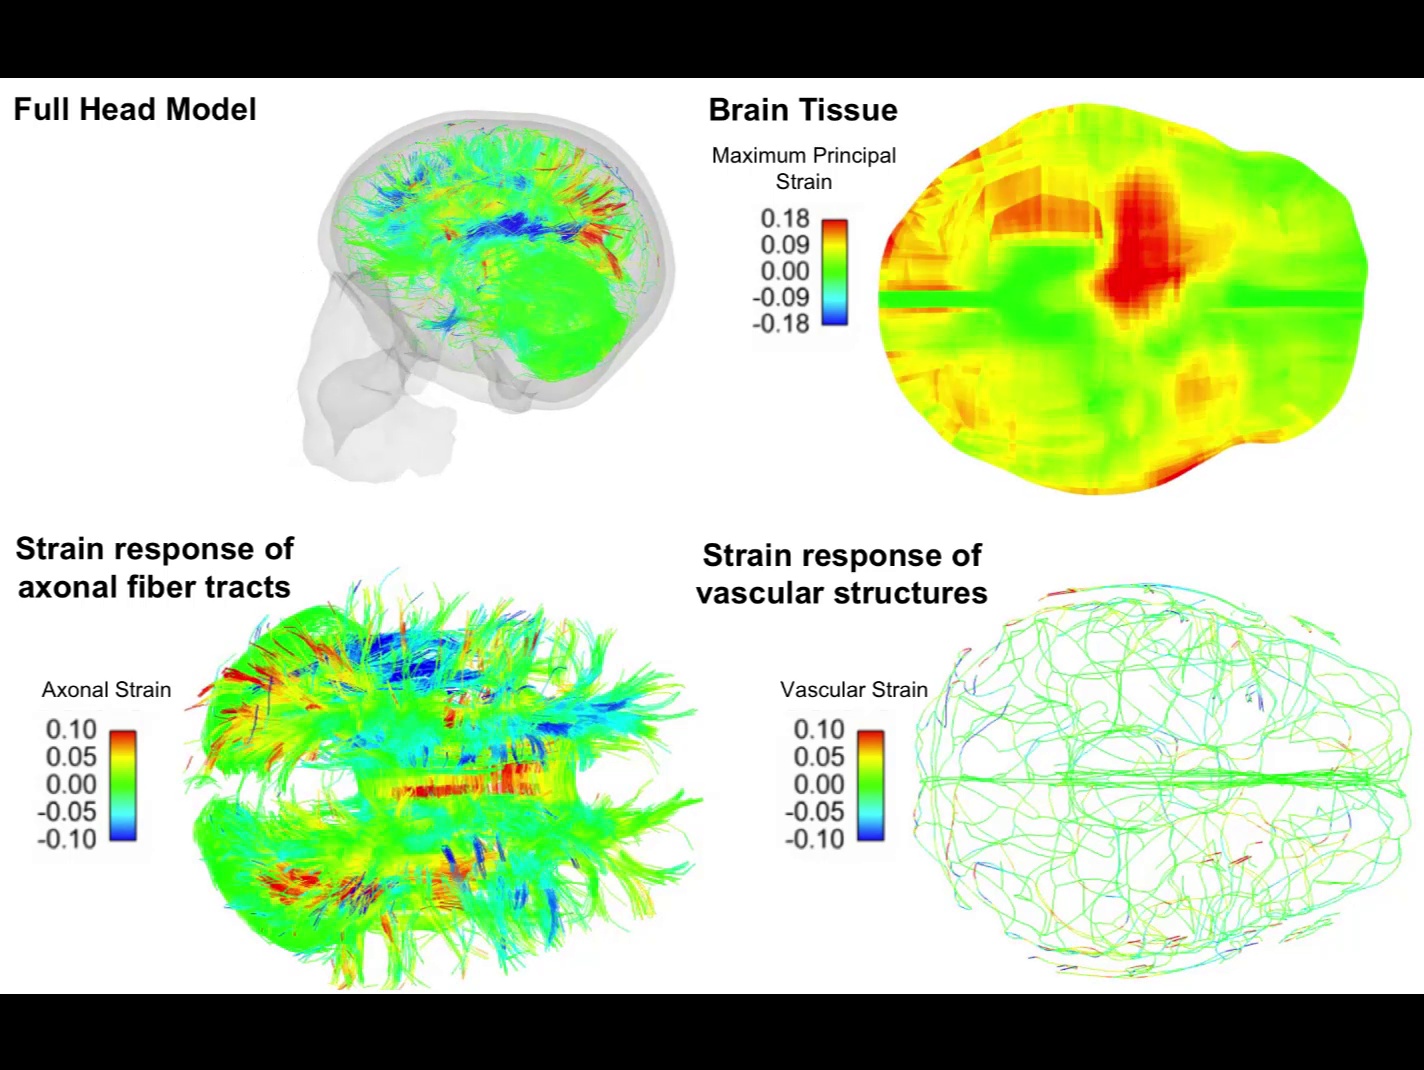 Full Head Model
Brain Tissue
Maximum Principal
Strain
0.18
0.09
0.00
-0.09
-0.18
Strain response of
axonal fiber tracts
Axonal Strain
0.10
0.05
0.00
-0.05
-0.10
Strain response of
vascular structures
Vascular Strain
0.10
0.05
0.00
-0.05
-0.10